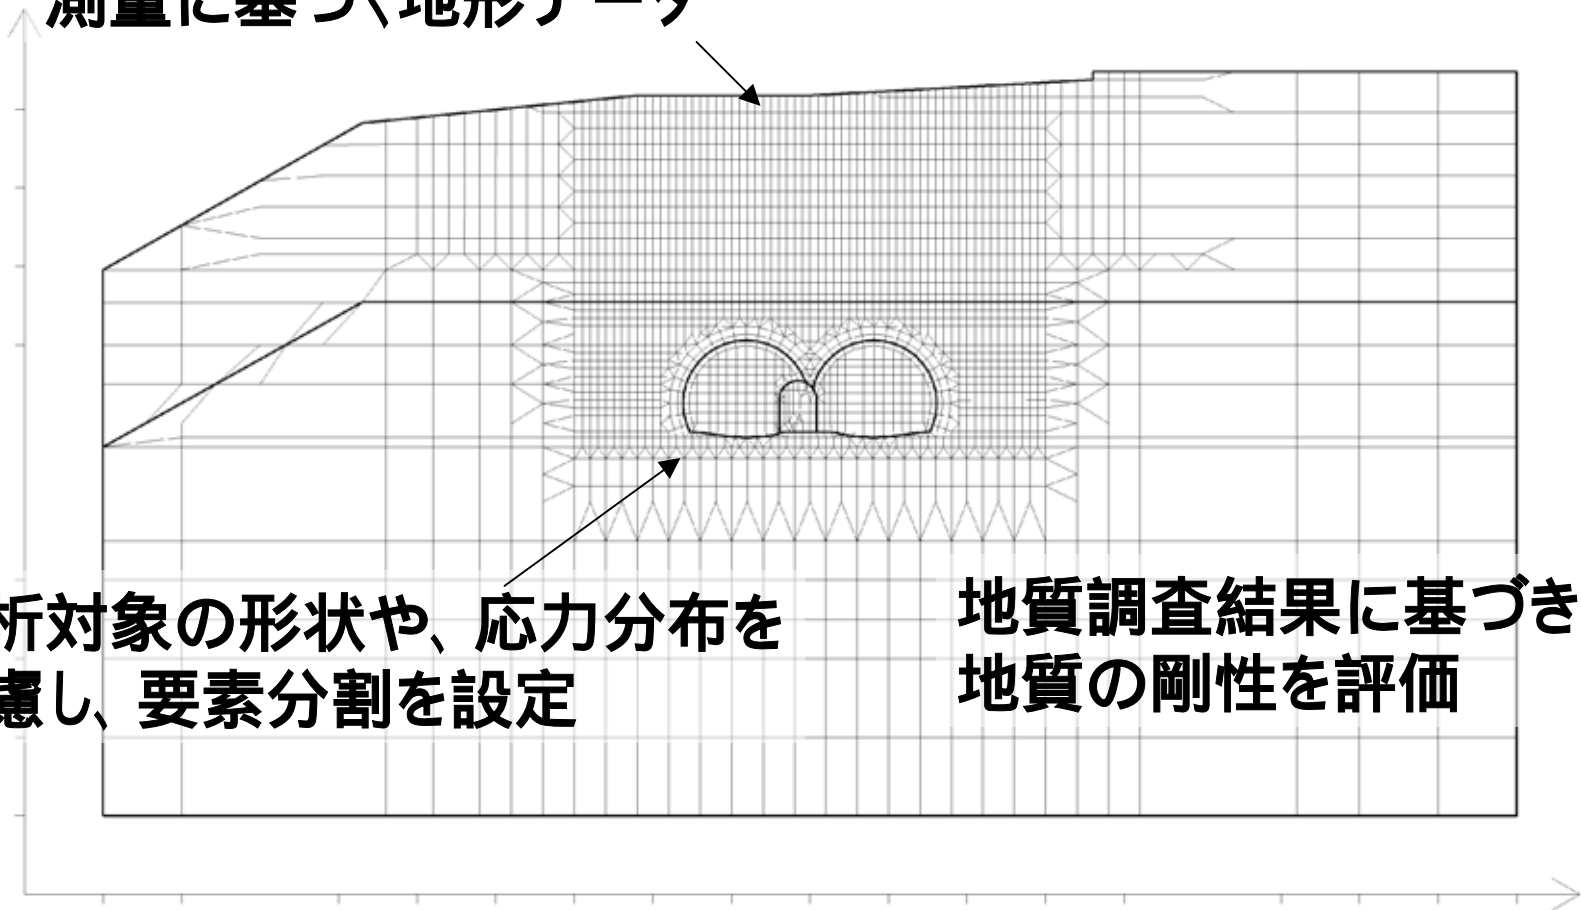 測量に基づく地形データ
析対象の形状や、応力分布を
慮し、要素分割を設定
地質調査結果に基づき
地質の剛性を評価